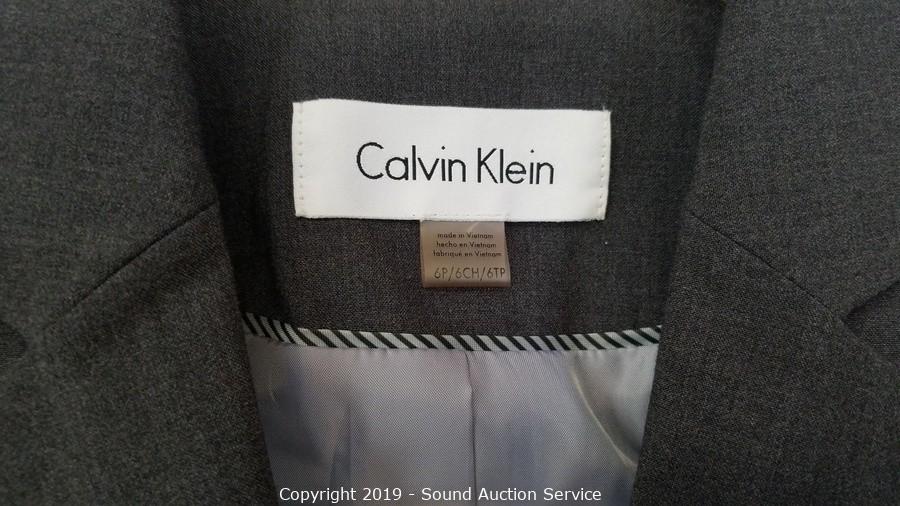 Calvin Klein
made in Vietnam
hecho en Vietnam
fabriqué en Vietnam
6P/6CH/6TP
Copyright 2019 - Sound Auction Service